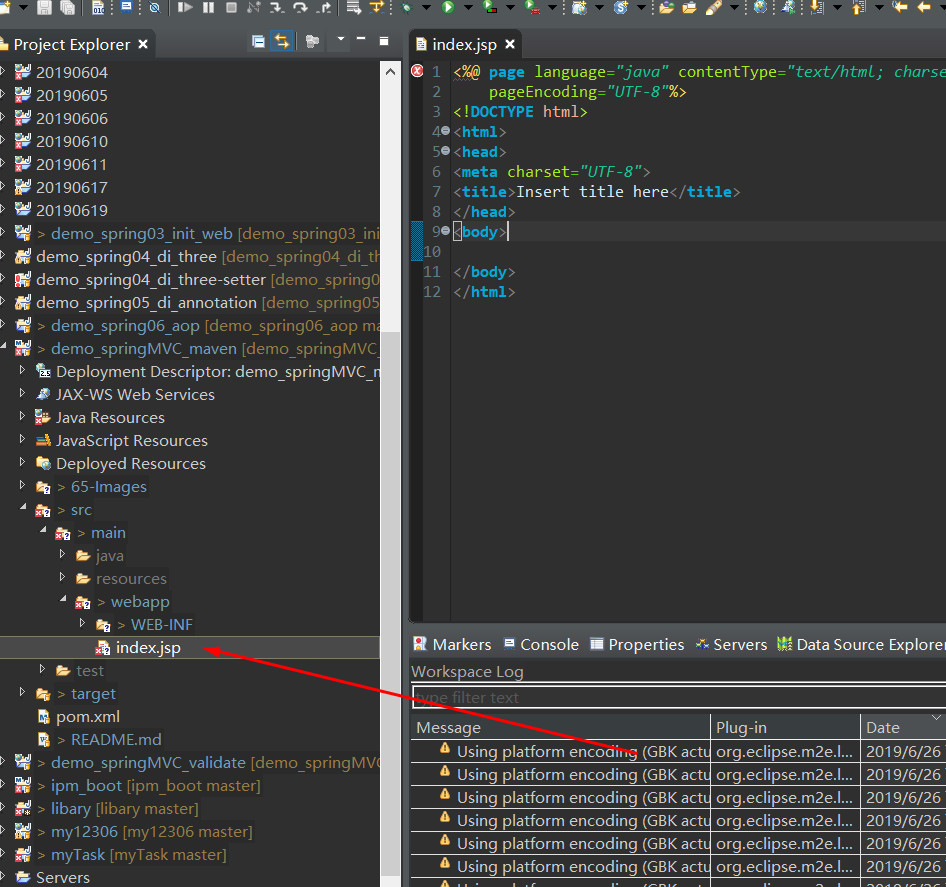 Project Explorer
20190604
20190605
20190606
20190610
20190611
20190617
20190619
> demo_spring03_init_web [demo_spring03_ini
demo_spring04_di_three [demo_spring04_di_th
demo_spring04_di_three-setter [demo_spring0
demo_spring05_di_annotation [demo_spring05
> demo_spring06_aop [demo_spring06_aop ma
> demo_springMVC_maven [demo_springMVC_
Deployment Descriptor: demo_springMVC_m
JAX-WS Web Services
Java Resources
JavaScript Resources
Deployed Resources
> 65-Images
> src
> main
java
resources
> webapp
> WEB-INF
index.jsp
test
> target
pom.xml
> README.md
> demo_springMVC_validate [demo_springMVC
> ipm_boot [ipm_boot master]
> libary [libary master]
> my12306 [my12306 master]
> myTask [myTask master]
Servers
index.jsp
1 <%@ page language="java" contentType="text/html; charse
2 pageEncoding="UTF-8"%>
3 <!DOCTYPE html>
4 <html>
5 <head>
6 <meta charset="UTF-8">
7 <title>Insert title here</title>
8 </head>
9 <body>
10
11 </body>
12 </html>
Markers Console Properties Servers Data Source Explorer
Workspace Log
type filter text
Message Plug-in Date
Using platform encoding (GBK actu org.eclipse.m2e.l... 2019/6/26
Using platform encoding (GBK actu org.eclipse.m2e.l... 2019/6/26
Using platform encoding (GBK actu org.eclipse.m2e.l... 2019/6/26
Using platform encoding (GBK actu org.eclipse.m2e.l... 2019/6/26
Using platform encoding (GBK actu org.eclipse.m2e.l... 2019/6/26
Using platform encoding (GBK actu org.eclipse.m2e.l... 2019/6/26